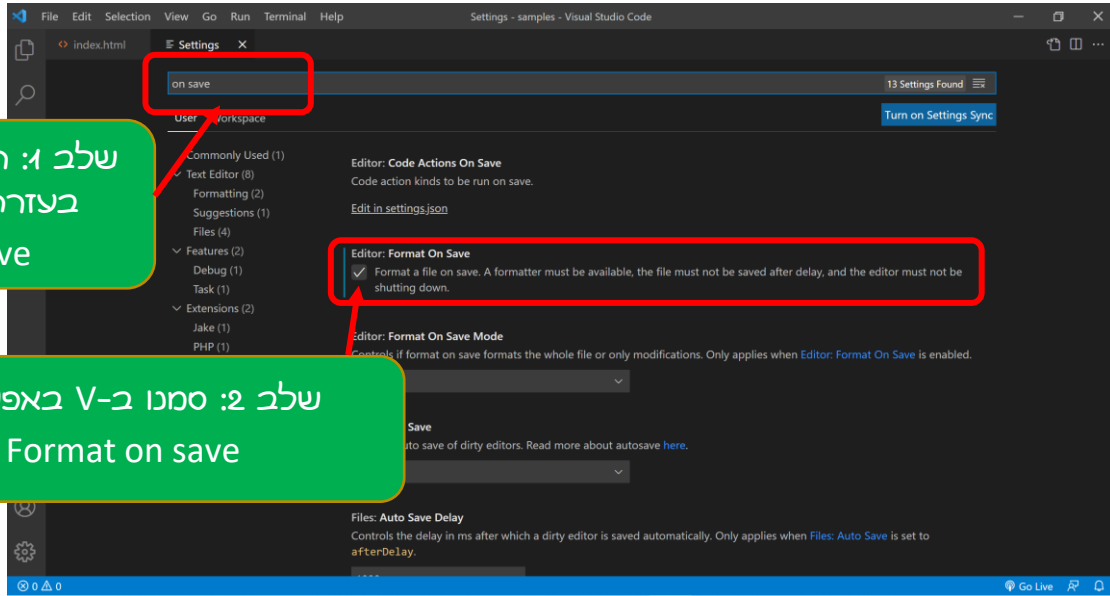 File Edit Selection View Go Run Terminal Help
Settings - samples - Visual Studio Code
index.html
Settings
on save
13 Settings Found
User Workspace
Turn on Settings Sync
שלב 1:
בעזרת
ve
Commonly Used (1)
Text Editor (8)
Formatting (2)
Suggestions (1)
Files (4)
Features (2)
Debug (1)
Task (1)
Extensions (2)
Jake (1)
PHP (1)
Editor: Code Actions On Save
Code action kinds to be run on save.
Edit in settings.json
Editor: Format On Save
Format a file on save. A formatter must be available, the file must not be saved after delay, and the editor must not be
shutting down.
Editor: Format On Save Mode
Controls if format on save formats the whole file or only modifications. Only applies when Editor: Format On Save is enabled.
שלב 2: סמנו ב-V באפי
Format on save
Save
uto save of dirty editors. Read more about autosave here.
Files: Auto Save Delay
Controls the delay in ms after which a dirty editor is saved automatically. Only applies when Files: Auto Save is set to
afterDelay.
0 0
Go Live